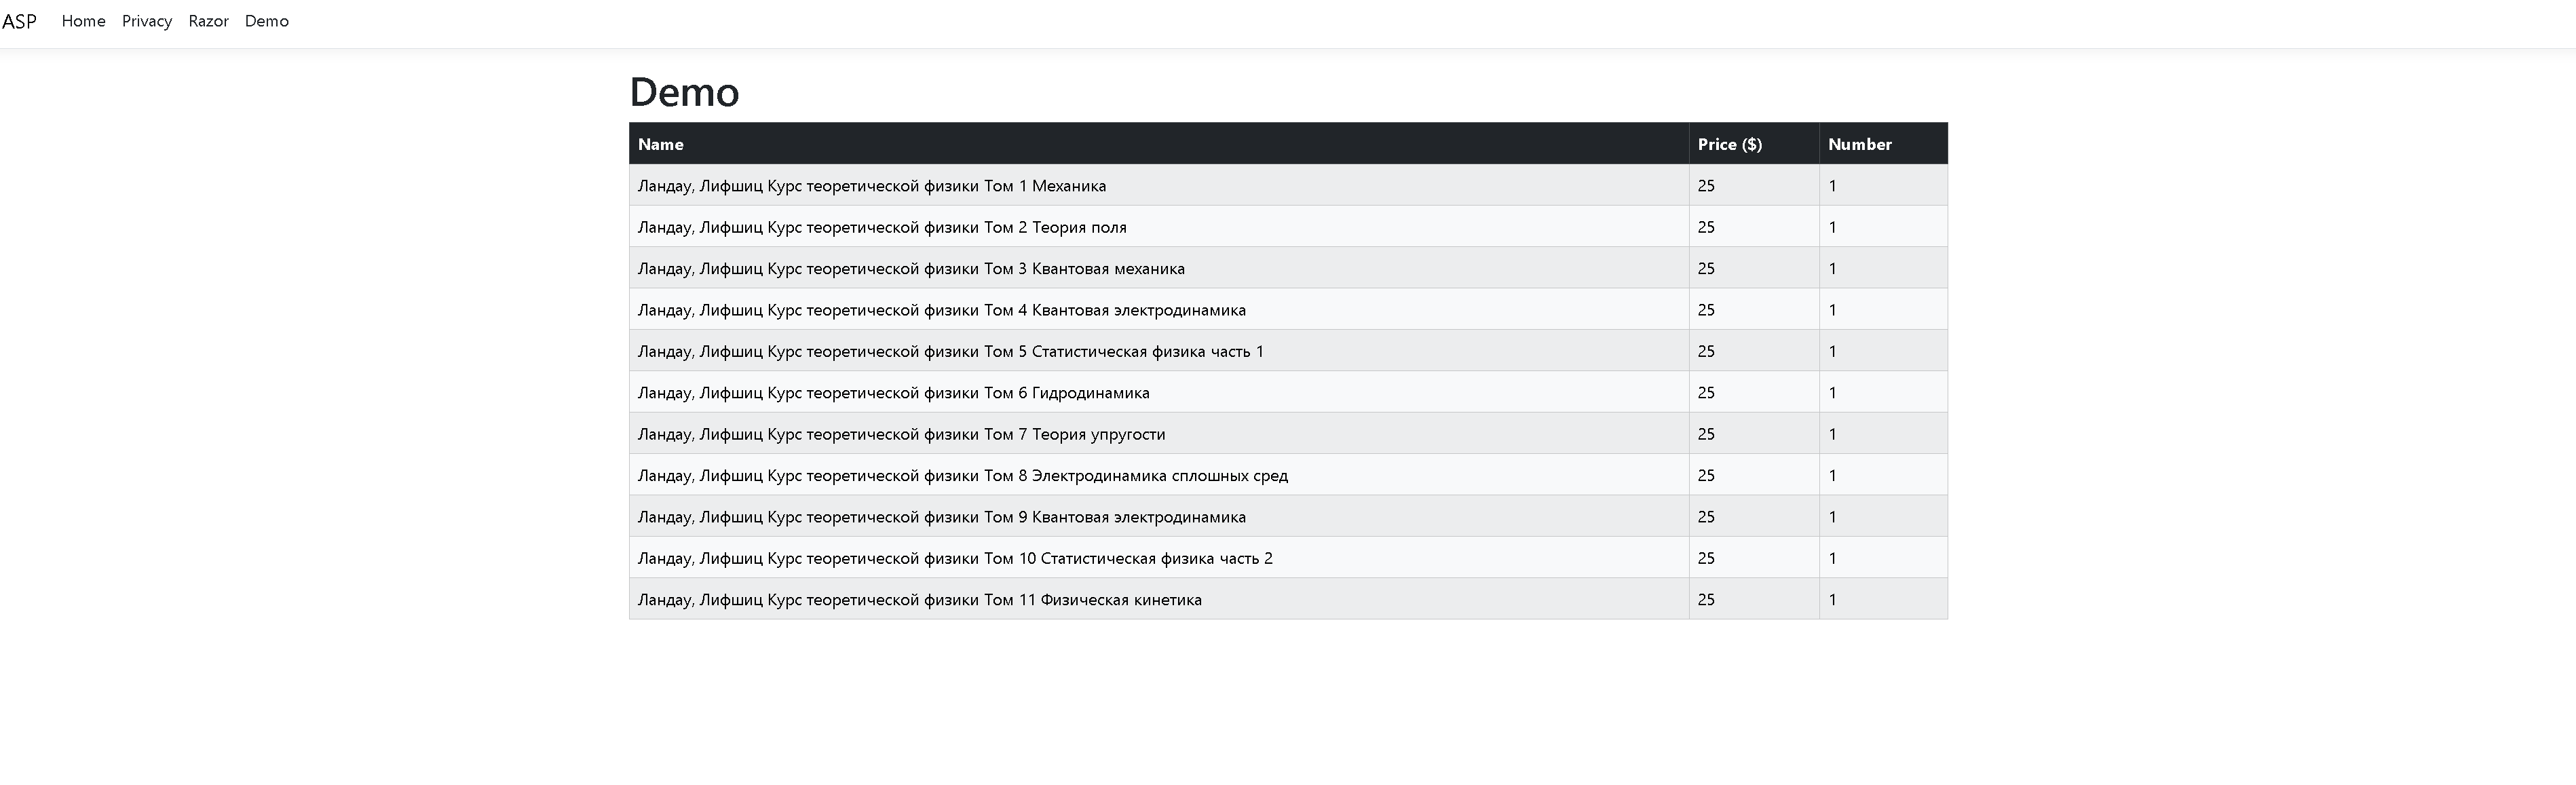 ASP Home Privacy Razor Demo
Demo
Name Price ($) Number
Ландау, Лифшиц Курс теоретической физики Том 1 Механика 25 1
Ландау, Лифшиц Курс теоретической физики Том 2 Теория поля 25 1
Ландау, Лифшиц Курс теоретической физики Том 3 Квантовая механика 25 1
Ландау, Лифшиц Курс теоретической физики Том 4 Квантовая электродинамика 25 1
Ландау, Лифшиц Курс теоретической физики Том 5 Статистическая физика часть 1 25 1
Ландау, Лифшиц Курс теоретической физики Том 6 Гидродинамика 25 1
Ландау, Лифшиц Курс теоретической физики Том 7 Теория упругости 25 1
Ландау, Лифшиц Курс теоретической физики Том 8 Электродинамика сплошных сред 25 1
Ландау, Лифшиц Курс теоретической физики Том 9 Квантовая электродинамика 25 1
Ландау, Лифшиц Курс теоретической физики Том 10 Статистическая физика часть 2 25 1
Ландау, Лифшиц Курс теоретической физики Том 11 Физическая кинетика 25 1